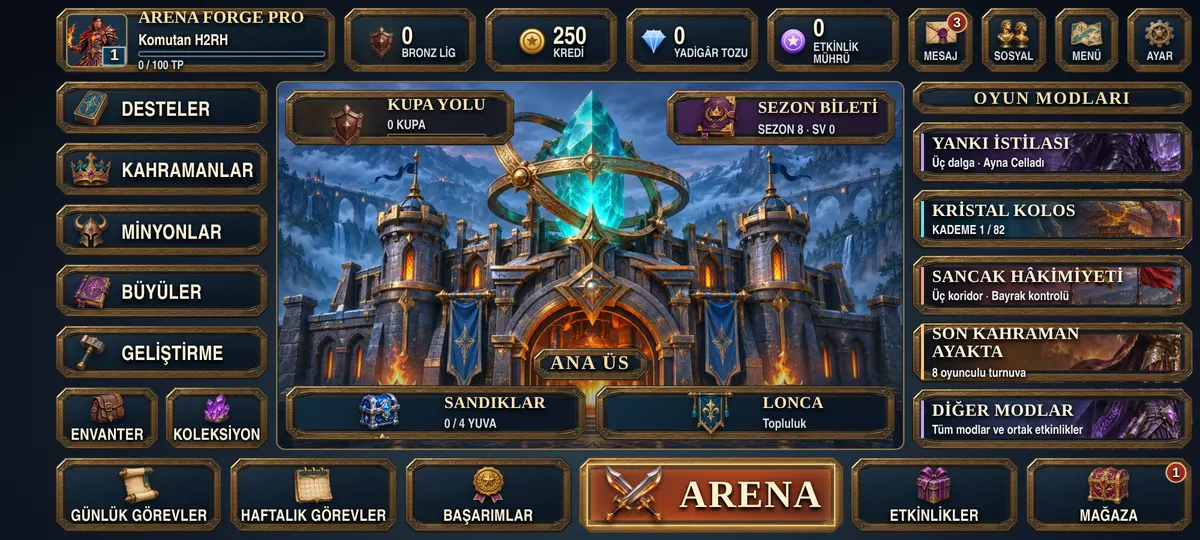 ARENA FORGE PRO
Komutan H2RH
1
0 / 100 TP
0
BRONZ LİG
250
KREDİ
0
YADİGÂR TOZU
0
ETKİNLİK
MÜHRÜ
3
MESAJ
SOSYAL
MENÜ
AYAR
DESTELER
KAHRAMANLAR
MİNYONLAR
BÜYÜLER
GELİŞTİRME
ENVANTER
KOLEKSİYON
KUPA YOLU
0 KUPA
SEZON BİLETİ
SEZON 8 · SV 0
ANA ÜS
SANDIKLAR
0 / 4 YUVA
LONCA
Topluluk
OYUN MODLARI
YANKI İSTİLASI
Üç dalga · Ayna Celladı
KRİSTAL KOLOS
KADEME 1 / 82
SANCAK HÂKİMİYETİ
Üç koridor · Bayrak kontrolü
SON KAHRAMAN
AYAKTA
8 oyunculu turnuva
DİĞER MODLAR
Tüm modlar ve ortak etkinlikler
GÜNLÜK GÖREVLER
HAFTALIK GÖREVLER
BAŞARIMLAR
ARENA
ETKİNLİKLER
1
MAĞAZA